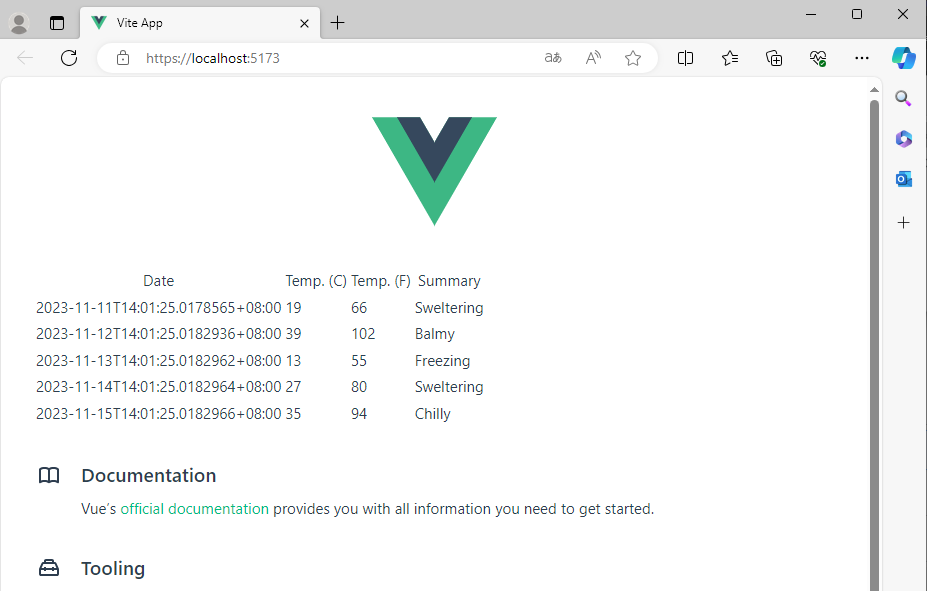 Vite App
https://localhost:5173
aあ
A
Date Temp. (C) Temp. (F) Summary
2023-11-11T14:01:25.0178565+08:00 19 66 Sweltering
2023-11-12T14:01:25.0182936+08:00 39 102 Balmy
2023-11-13T14:01:25.0182962+08:00 13 55 Freezing
2023-11-14T14:01:25.0182964+08:00 27 80 Sweltering
2023-11-15T14:01:25.0182966+08:00 35 94 Chilly
Documentation
Vue’s official documentation provides you with all information you need to get started.
Tooling